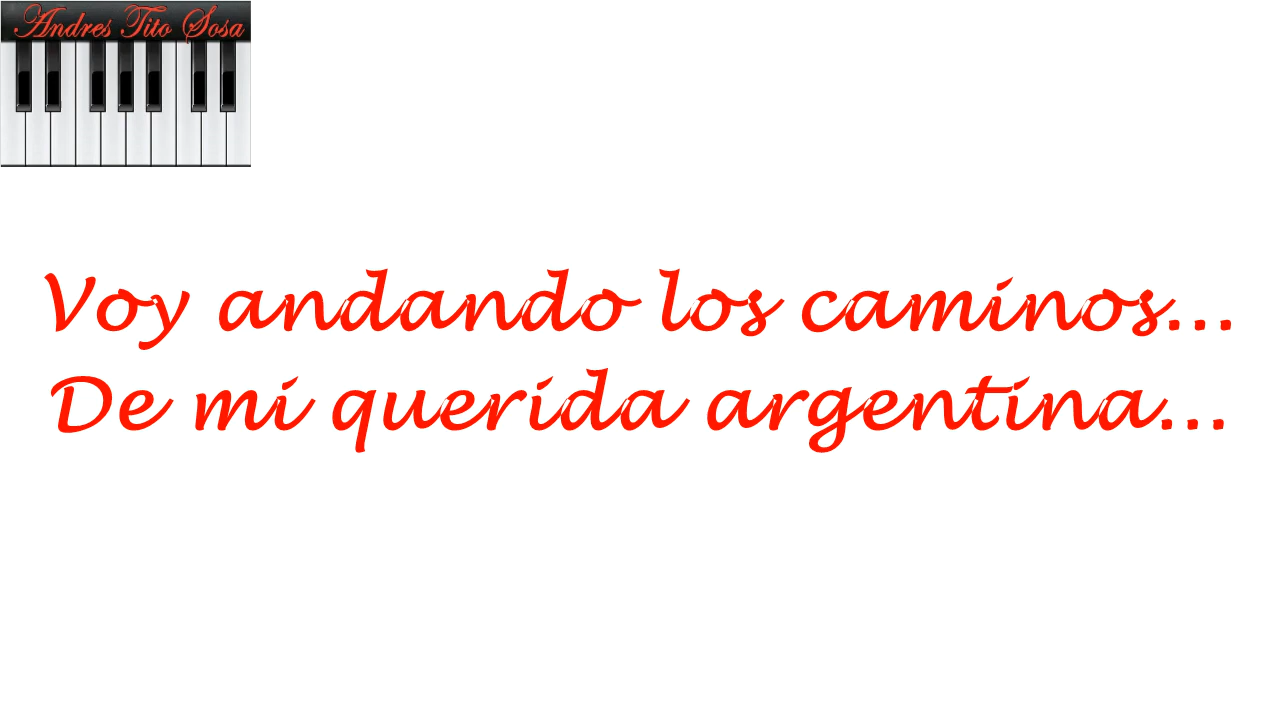 Andres Tito Sosa
Voy andando los caminos...
De mi querida argentina...